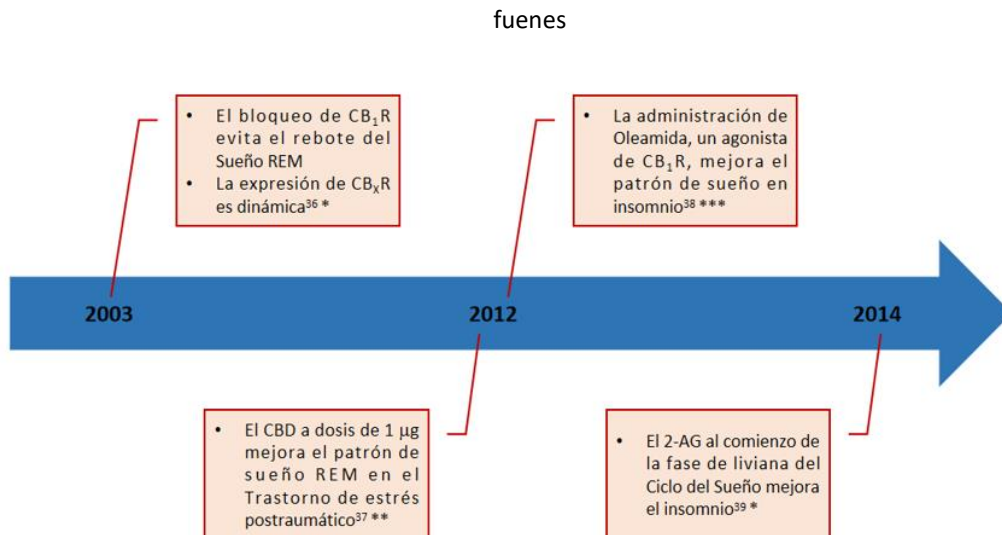 fuenes
• El bloqueo de CB₁R
evita el rebote del
Sueño REM
• La expresión de CBₓR
es dinámica³⁶ *
• La administración de
Oleamida, un agonista
de CB₁R, mejora el
patrón de sueño en
insomnio³⁸ ***
2003
2012
2014
• El CBD a dosis de 1 µg
mejora el patrón de
sueño REM en el
Trastorno de estrés
postraumático³⁷ **
• El 2-AG al comienzo de
la fase de liviana del
Ciclo del Sueño mejora
el insomnio³⁹ *